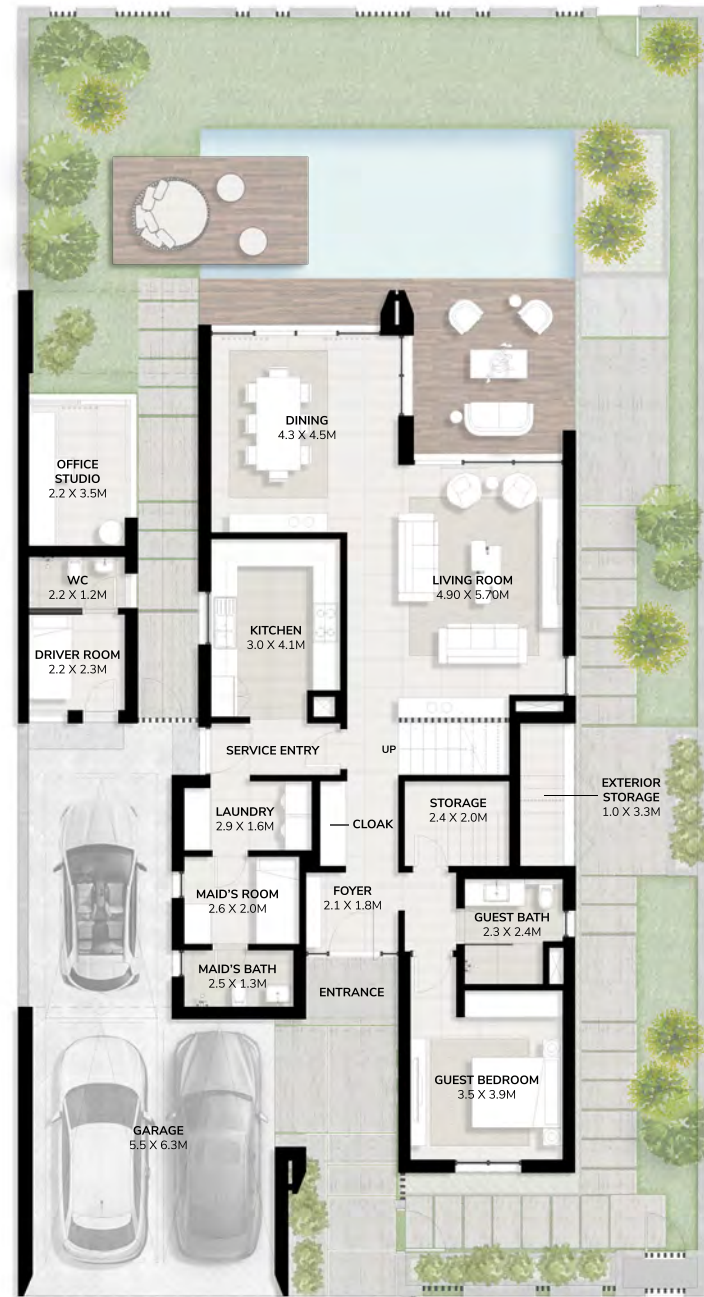 DINING
4.3 X 4.5M
OFFICE
STUDIO
2.2 X 3.5M
WC
2.2 X 1.2M
LIVING ROOM
4.90 X 5.70M
KITCHEN
3.0 X 4.1M
DRIVER ROOM
2.2 X 2.3M
SERVICE ENTRY
UP
EXTERIOR
STORAGE
1.0 X 3.3M
LAUNDRY
2.9 X 1.6M
CLOAK
STORAGE
2.4 X 2.0M
MAID'S ROOM
2.6 X 2.0M
FOYER
2.1 X 1.8M
GUEST BATH
2.3 X 2.4M
MAID'S BATH
2.5 X 1.3M
ENTRANCE
GUEST BEDROOM
3.5 X 3.9M
GARAGE
5.5 X 6.3M